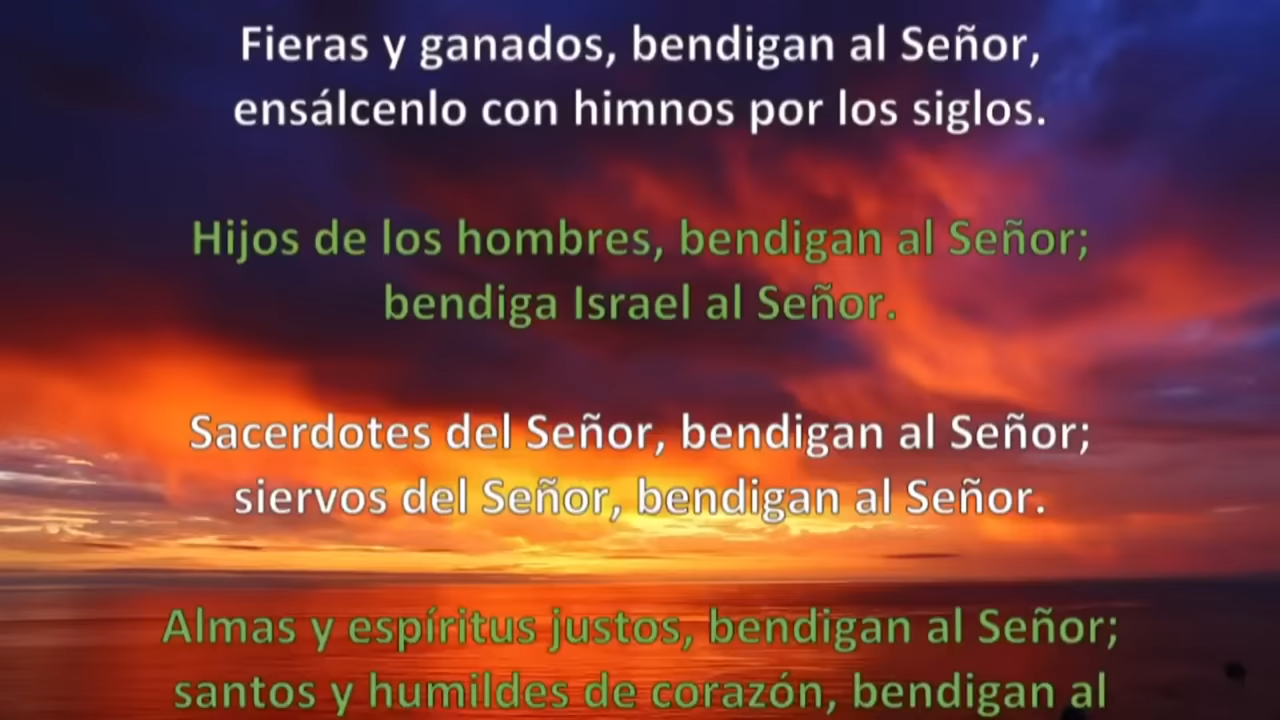 Fieras y ganados, bendigan al Señor,
ensálcenlo con himnos por los siglos.
Hijos de los hombres, bendigan al Señor;
bendiga Israel al Señor.
Sacerdotes del Señor, bendigan al Señor;
siervos del Señor, bendigan al Señor.
Almas y espíritus justos, bendigan al Señor;
santos y humildes de corazón, bendigan al